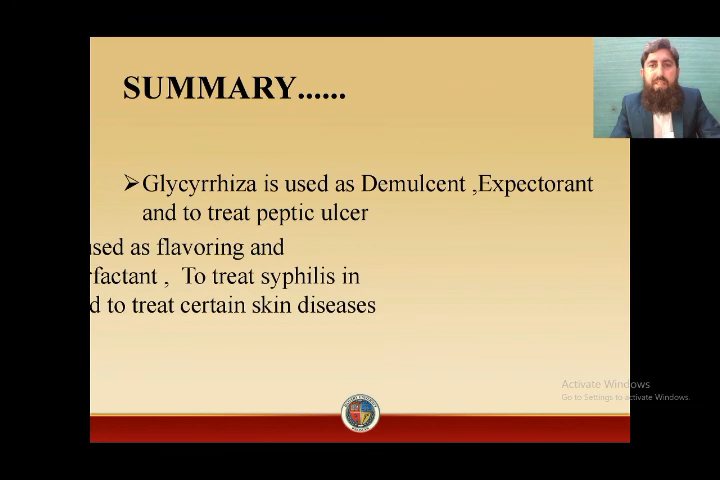 SUMMARY......
➢Glycyrrhiza is used as Demulcent ,Expectorant
and to treat peptic ulcer
used as flavoring and
rfactant , To treat syphilis in
d to treat certain skin diseases
Activate Windows
Go to Settings to activate Windows.